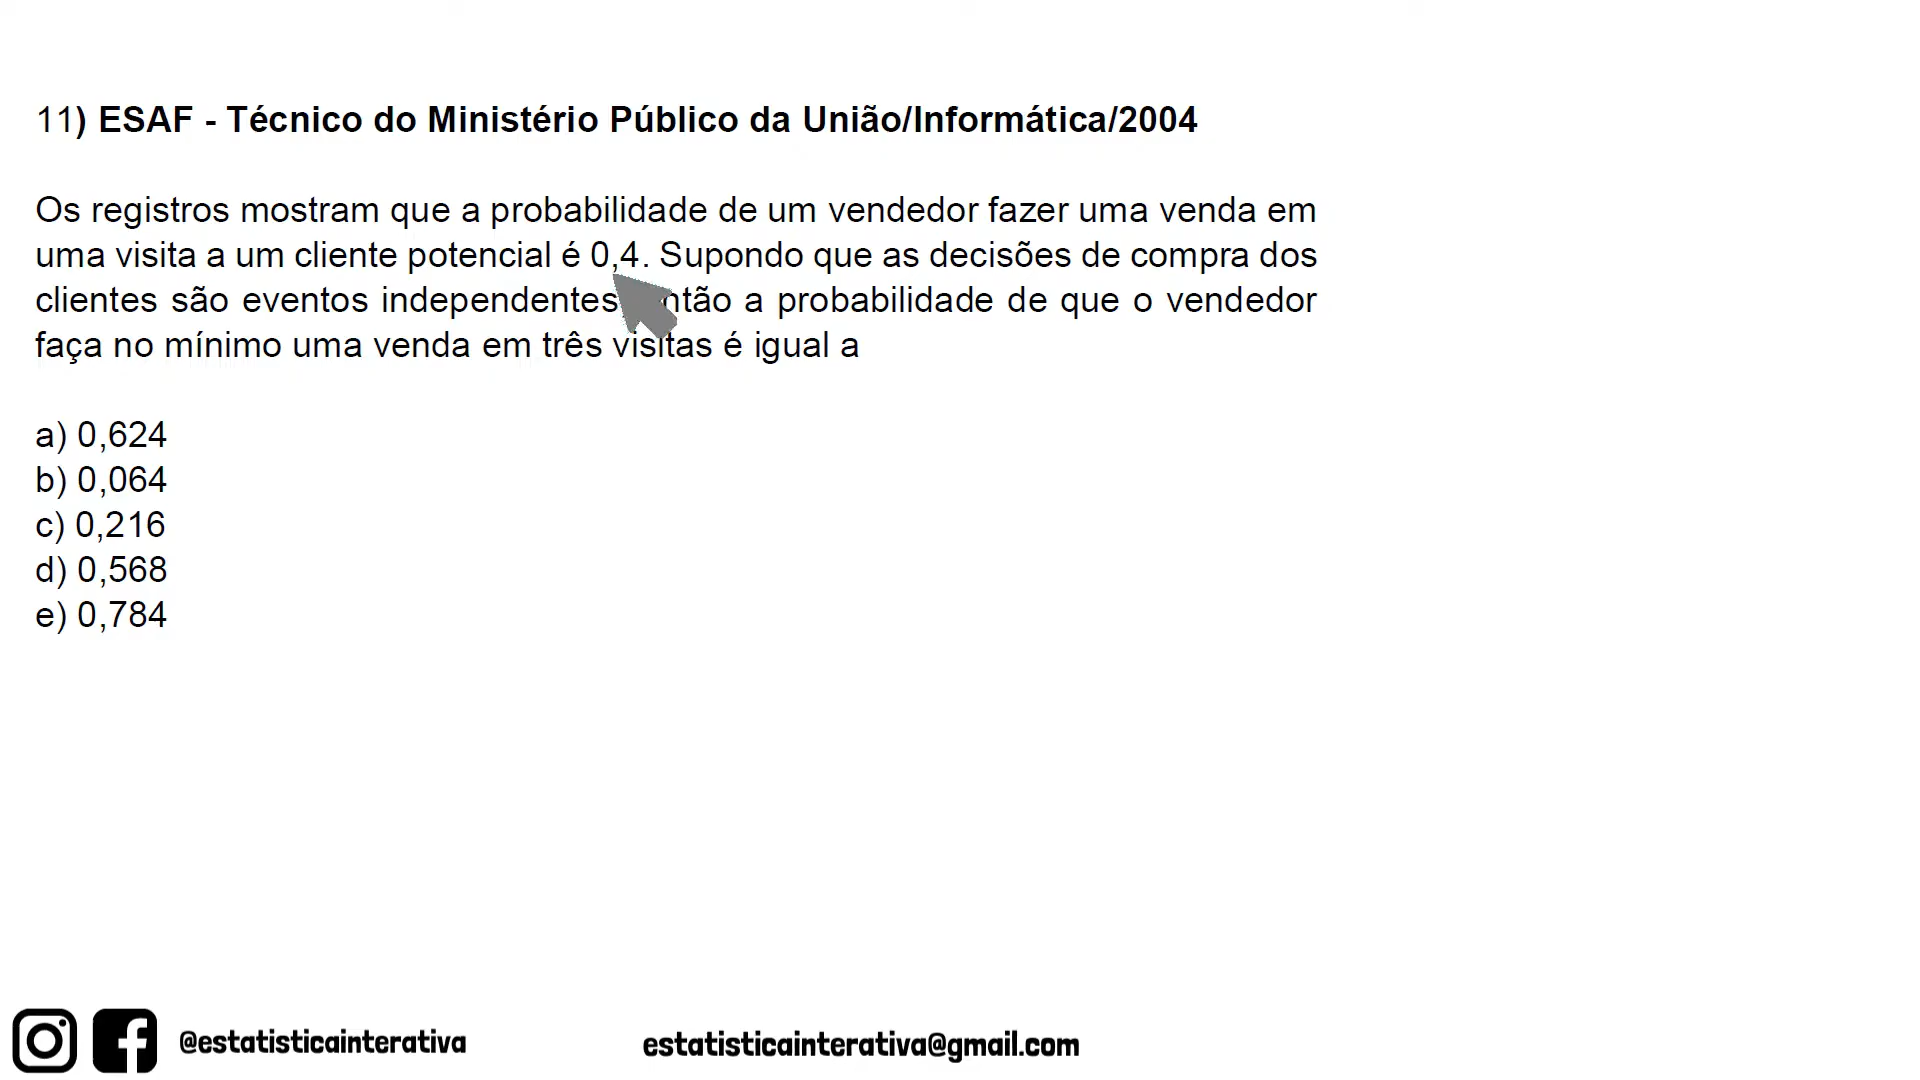 11) ESAF - Técnico do Ministério Público da União/Informática/2004
Os registros mostram que a probabilidade de um vendedor fazer uma venda em
uma visita a um cliente potencial é 0,4. Supondo que as decisões de compra dos
clientes são eventos independentes ntão a probabilidade de que o vendedor
faça no mínimo uma venda em três visitas é igual a
a) 0,624
b) 0,064
c) 0,216
d) 0,568
e) 0,784
@estatisticainterativa
estatisticainterativa@gmail.com